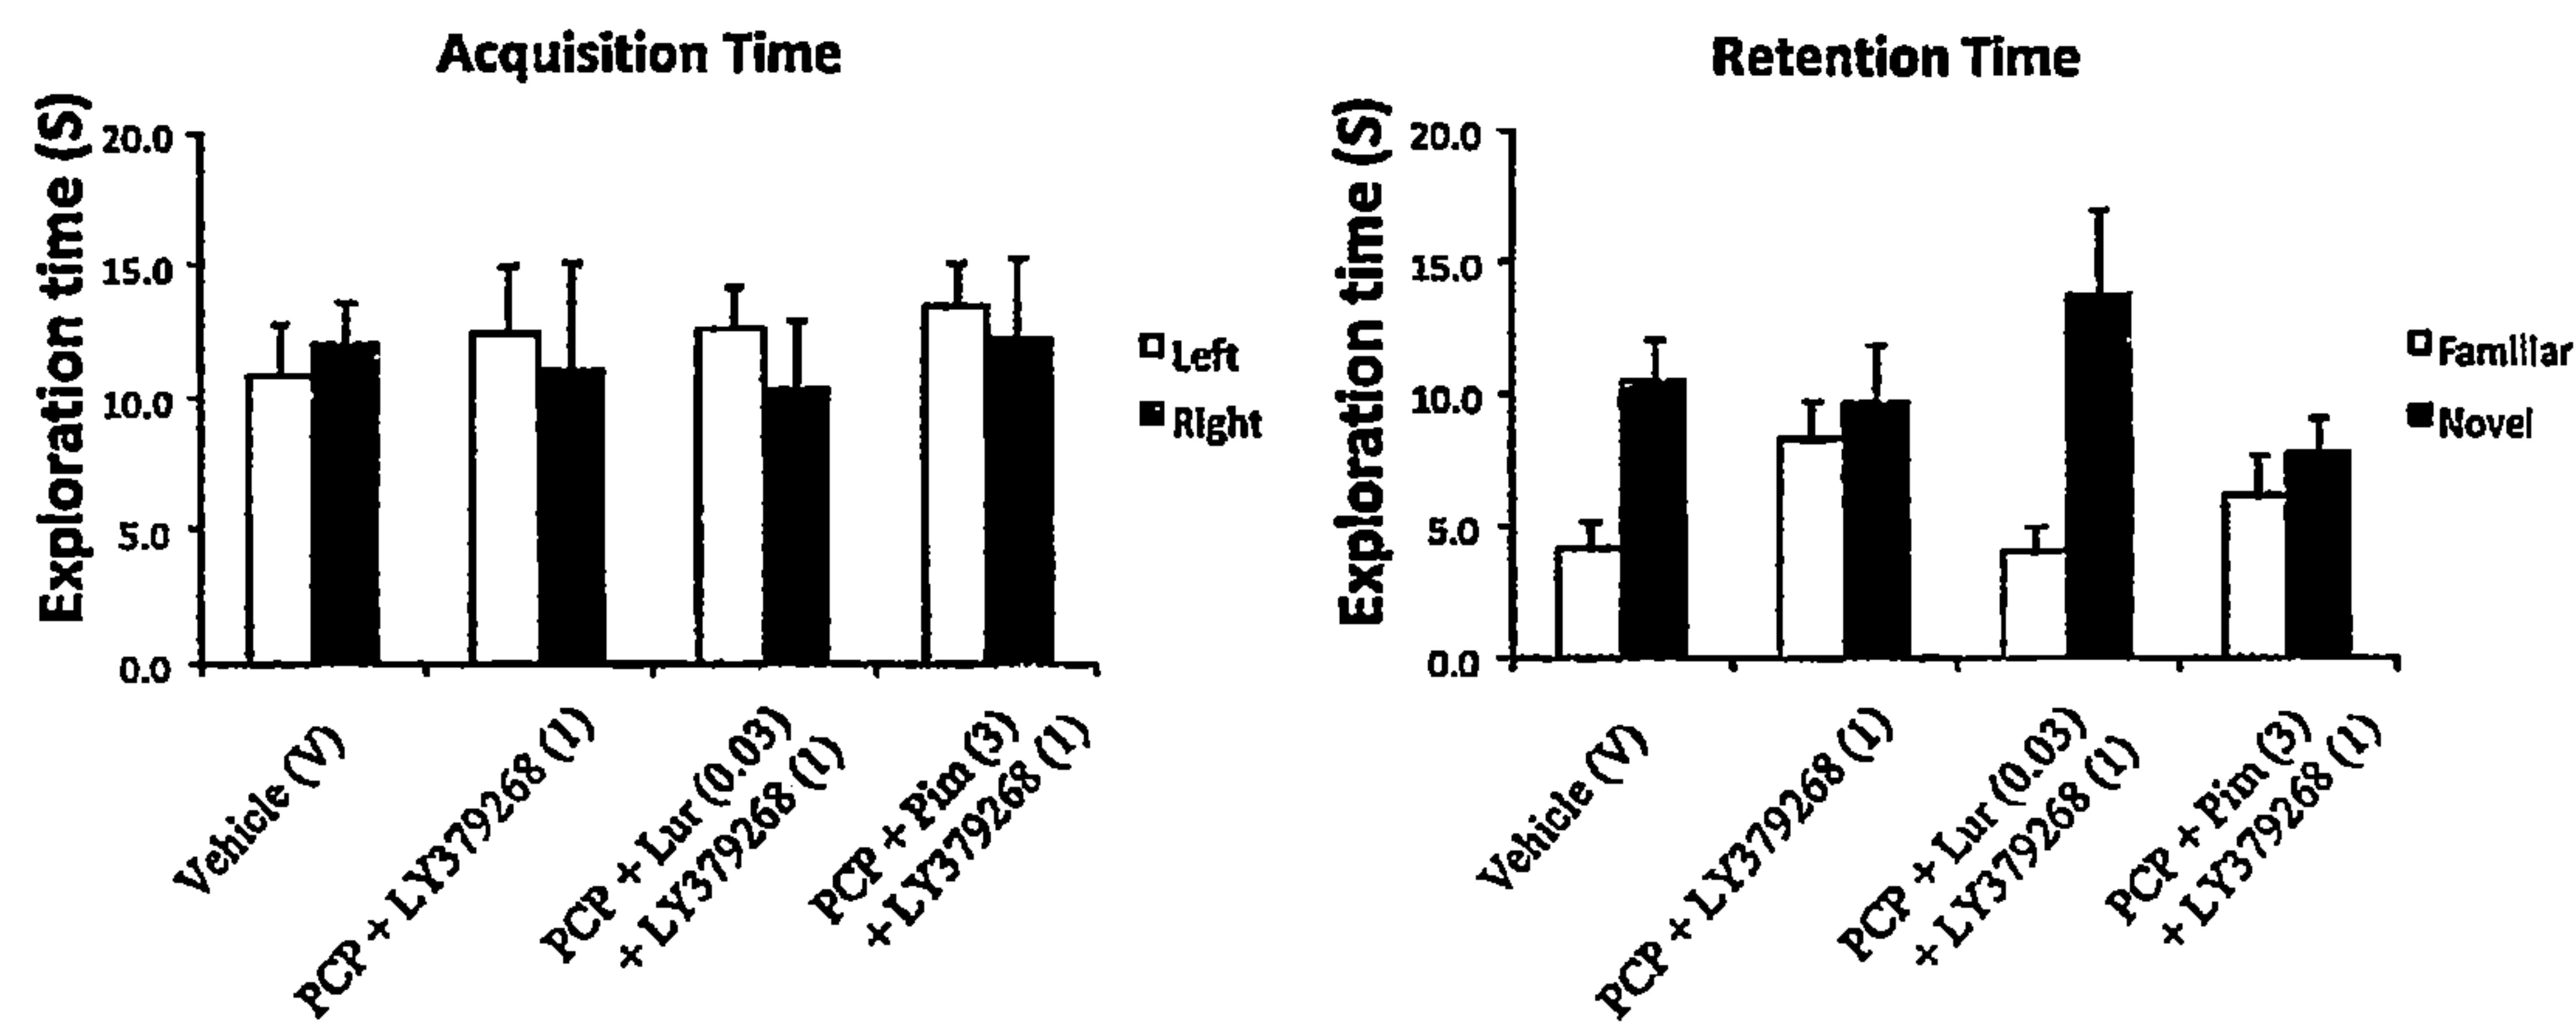 Acquisition Time
Exploration time (S)
20.0
15.0
10.0
5.0
0.0
Left
Right
Vehicle (V)
PCP + LY379268 (1)
PCP + Lur (0.03)
+ LY379268 (1)
PCP + Pim (3)
+ LY379268 (1)
Retention Time
Exploration time (S)
20.0
15.0
10.0
5.0
0.0
Familiar
Novel
Vehicle (V)
PCP + LY379268 (1)
PCP + Lur (0.03)
+ LY379268 (1)
PCP + Pim (3)
+ LY379268 (1)